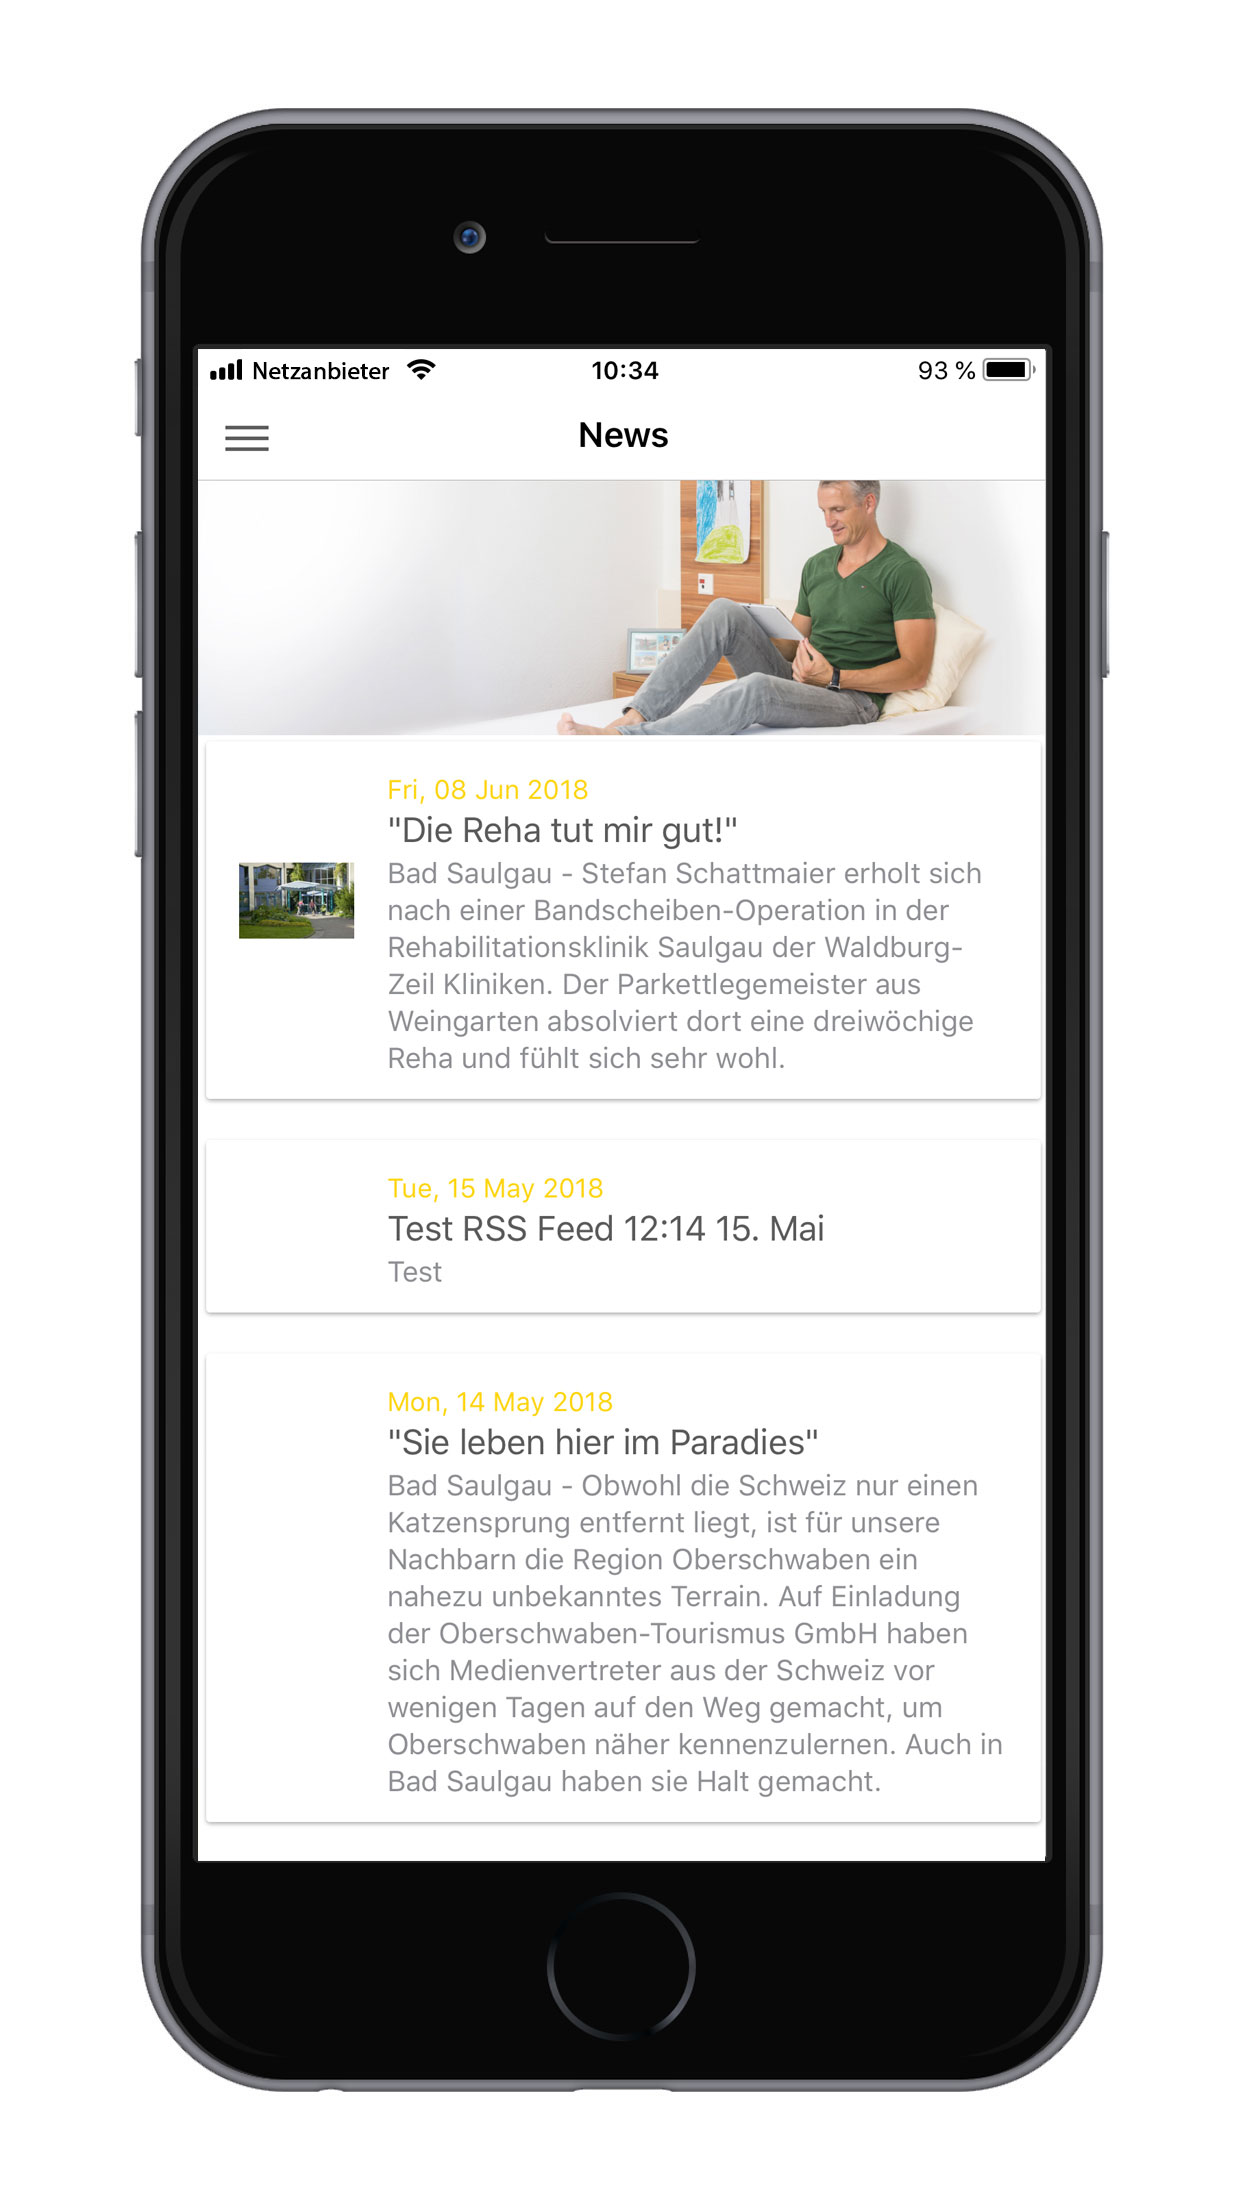 Netzanbieter 10:34 93 %
News
Fri, 08 Jun 2018
"Die Reha tut mir gut!"
Bad Saulgau - Stefan Schattmaier erholt sich
nach einer Bandscheiben-Operation in der
Rehabilitationsklinik Saulgau der Waldburg-
Zeil Kliniken. Der Parkettlegemeister aus
Weingarten absolviert dort eine dreiwöchige
Reha und fühlt sich sehr wohl.
Tue, 15 May 2018
Test RSS Feed 12:14 15. Mai
Test
Mon, 14 May 2018
"Sie leben hier im Paradies"
Bad Saulgau - Obwohl die Schweiz nur einen
Katzensprung entfernt liegt, ist für unsere
Nachbarn die Region Oberschwaben ein
nahezu unbekanntes Terrain. Auf Einladung
der Oberschwaben-Tourismus GmbH haben
sich Medienvertreter aus der Schweiz vor
wenigen Tagen auf den Weg gemacht, um
Oberschwaben näher kennenzulernen. Auch in
Bad Saulgau haben sie Halt gemacht.